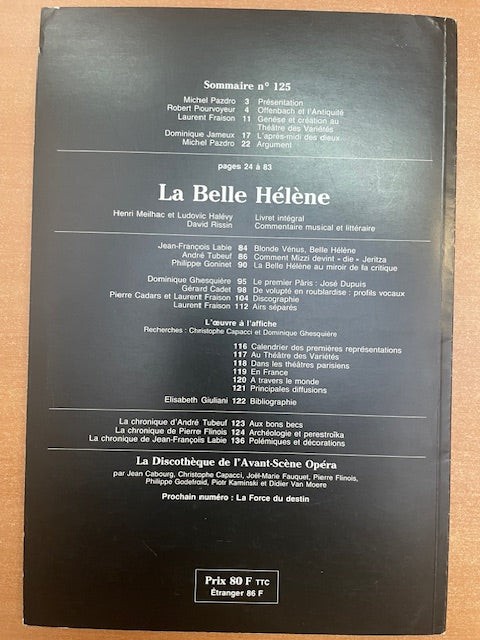 Sommaire n° 125
Michel Pazdro 3 Présentation
Robert Pourvoyeur 4 Offenbach et l'Antiquité
Laurent Fraison 11 Genèse et création au
Théâtre des Variétés
Dominique Jameux 17 L'après-midi des dieux
Michel Pazdro 22 Argument
pages 24 à 83
La Belle Hélène
Henri Meilhac et Ludovic Halévy Livret intégral
David Rissin Commentaire musical et littéraire
Jean-François Labie 84 Blonde Vénus, Belle Hélène
André Tubeuf 86 Comment Mizzi devint - die - Jeritza
Philippe Goninet 90 La Belle Hélène au miroir de la critique
Dominique Ghesquière 95 Le premier Pâris : José Dupuis
Gérard Cadet 98 De volupté en roublardise : profils vocaux
Pierre Cadars et Laurent Fraison 104 Discographie
Laurent Fraison 112 Airs séparés
L'œuvre à l'affiche
Recherches : Christophe Capacci et Dominique Ghesquière
116 Calendrier des premières représentations
117 Au Théâtre des Variétés
118 Dans les théâtres parisiens
119 En France
120 A travers le monde
121 Principales diffusions
Elisabeth Giuliani 122 Bibliographie
La chronique d'André Tubeuf 123 Aux bons becs
La chronique de Pierre Flinois 124 Archéologie et perestroïka
La chronique de Jean-François Labie 136 Polémiques et décorations
La Discothèque de l'Avant-Scène Opéra
par Jean Cabourg, Christophe Capacci, Joël-Marie Fauquet, Pierre Flinois,
Philippe Godefroid, Piotr Kaminski et Didier Van Moere
Prochain numéro : La Force du destin
Prix 80 F TTC
Étranger 86 F